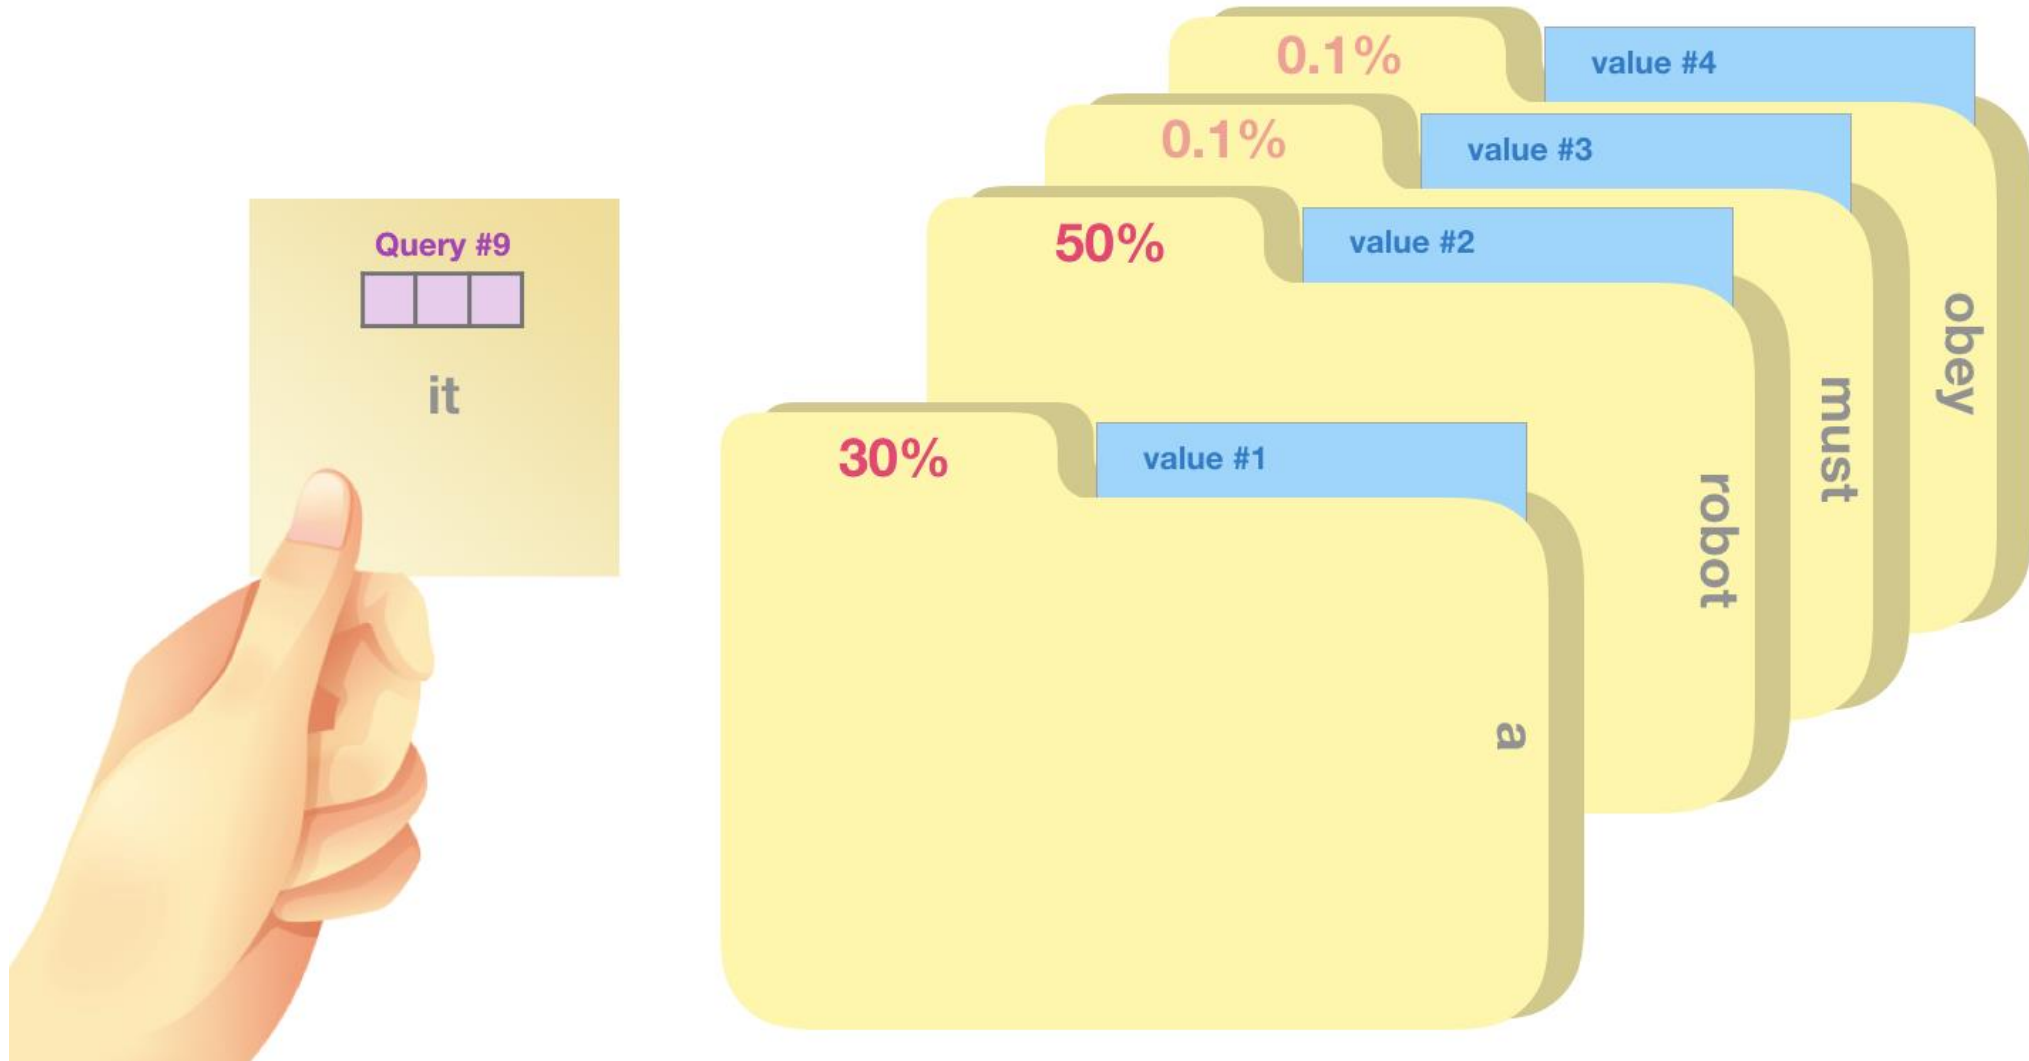 Query #9
it
0.1%
value #4
obey
0.1%
value #3
must
50%
value #2
robot
30%
value #1
a